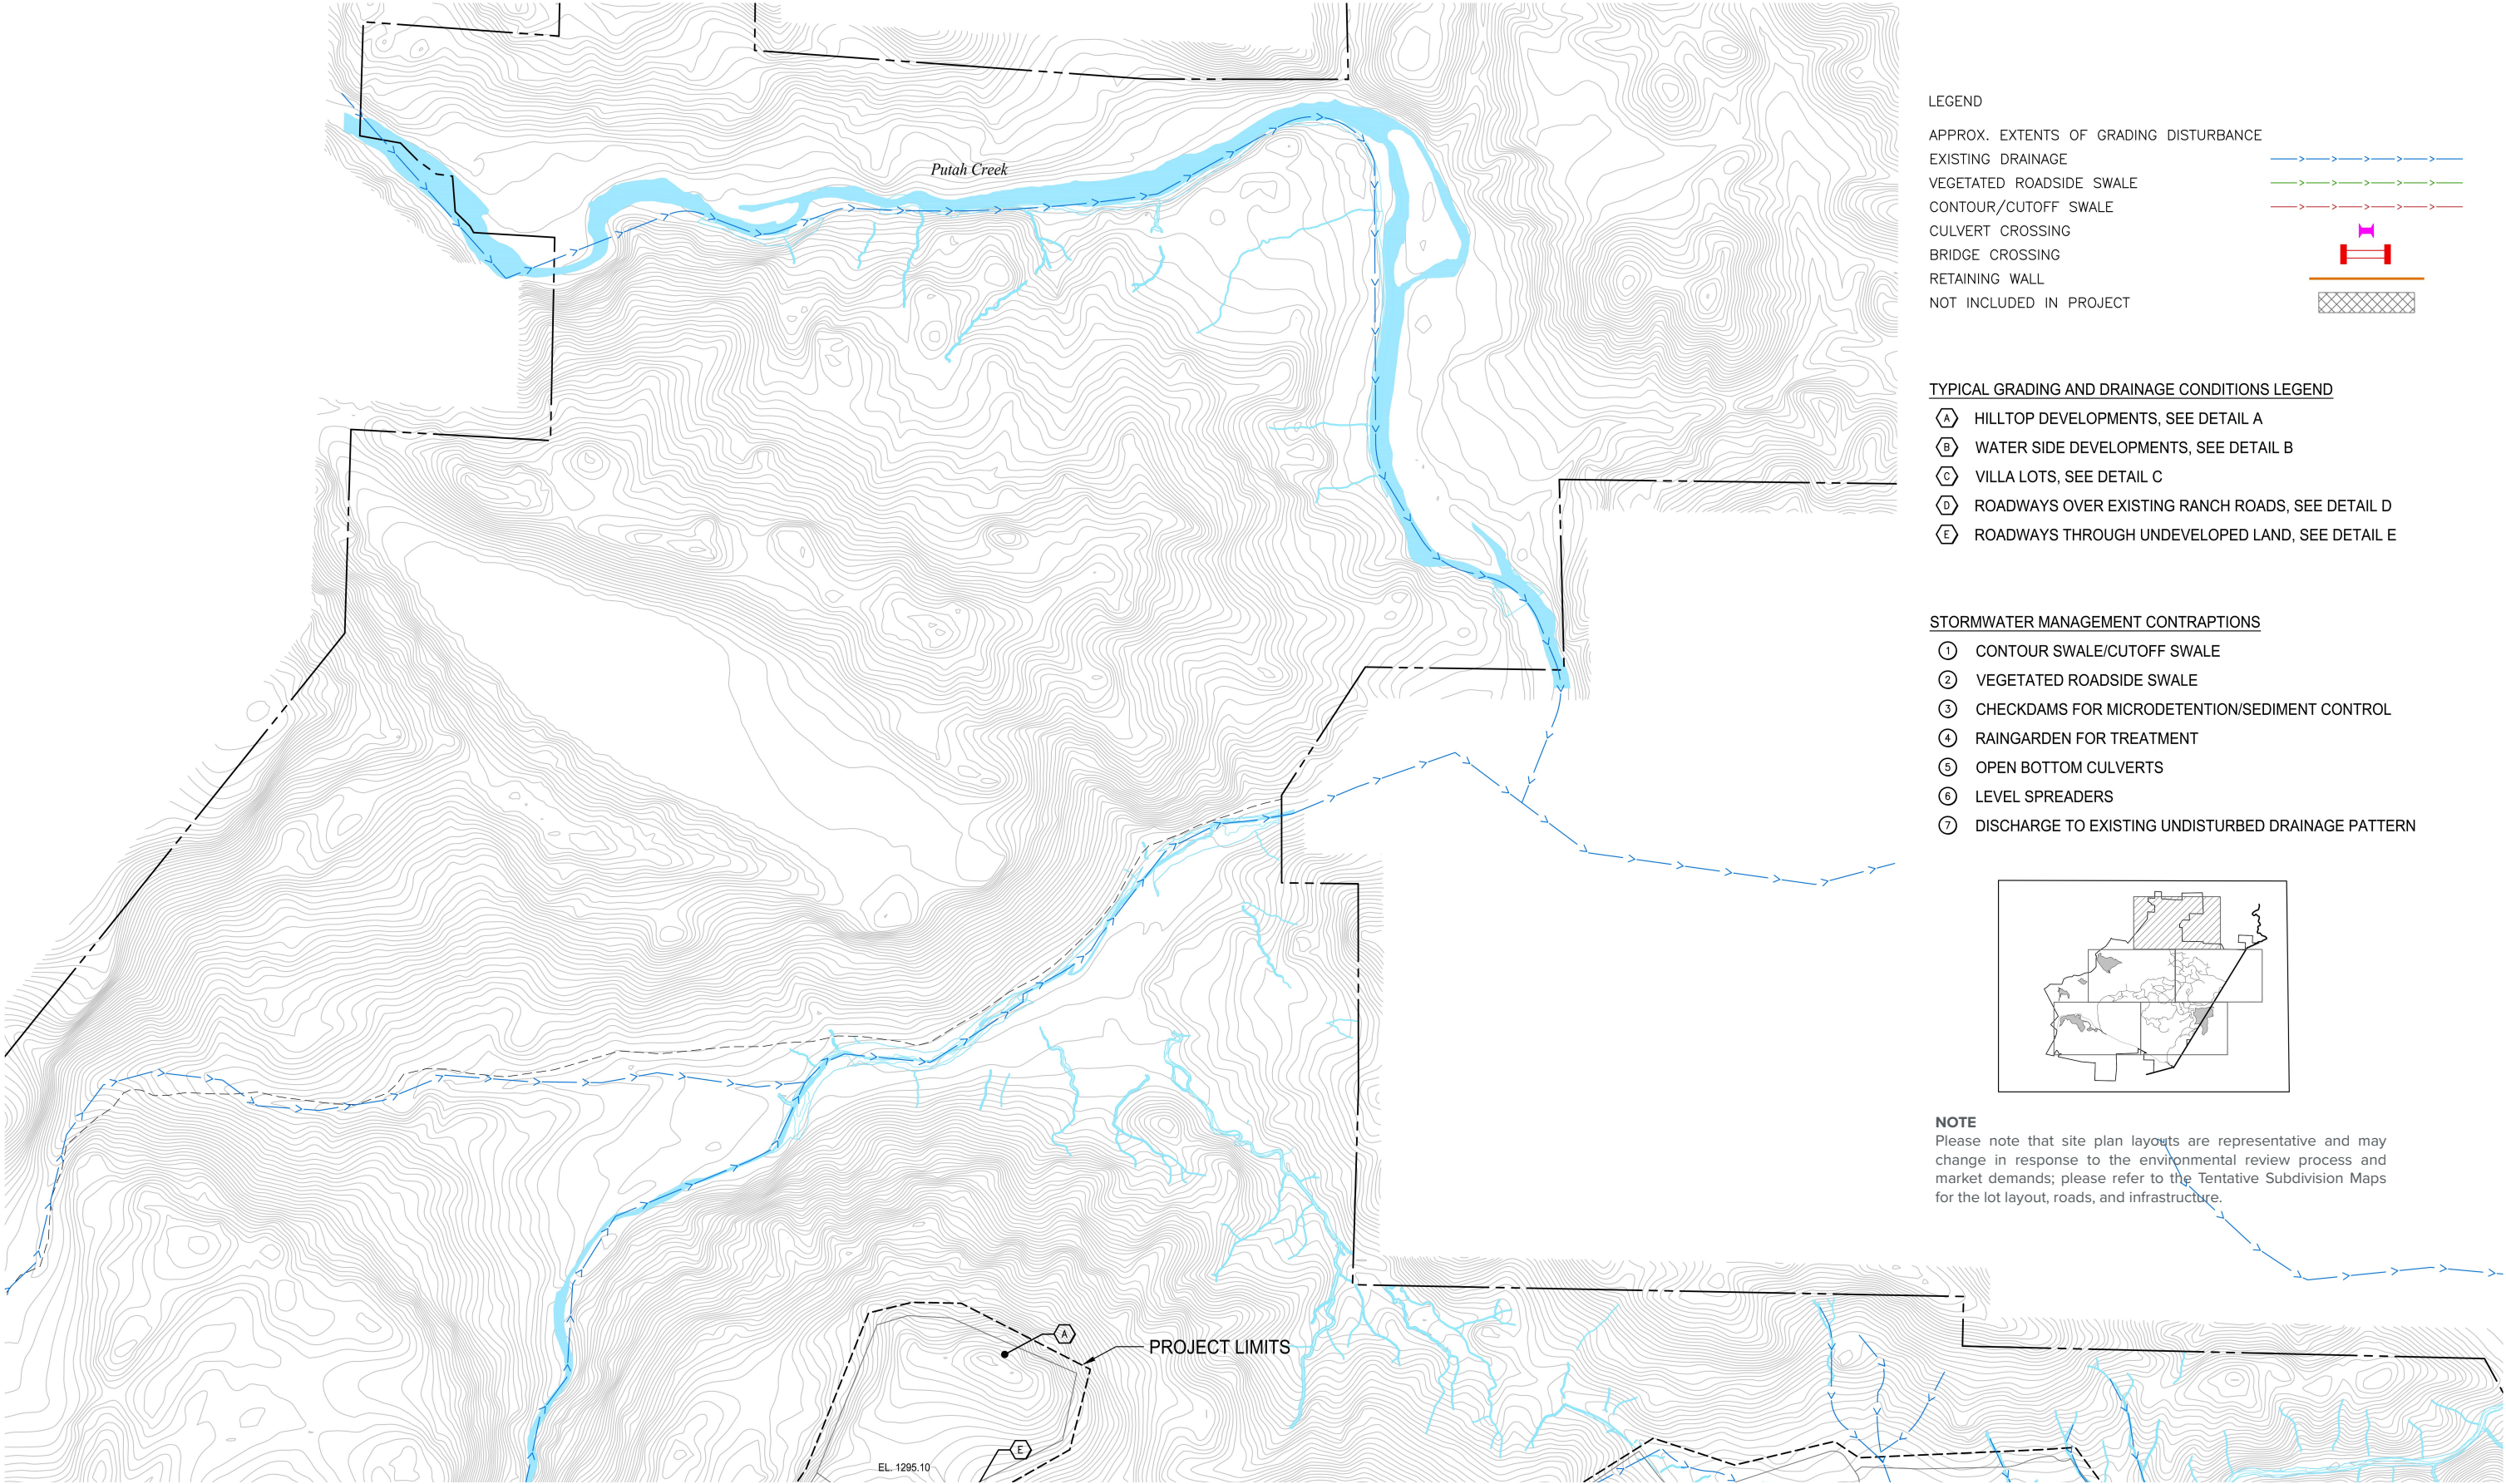 Putah Creek
A
PROJECT LIMITS
E
EL. 1295.10
LEGEND
APPROX. EXTENTS OF GRADING DISTURBANCE
EXISTING DRAINAGE
VEGETATED ROADSIDE SWALE
CONTOUR/CUTOFF SWALE
CULVERT CROSSING
BRIDGE CROSSING
RETAINING WALL
NOT INCLUDED IN PROJECT
TYPICAL GRADING AND DRAINAGE CONDITIONS LEGEND
A HILLTOP DEVELOPMENTS, SEE DETAIL A
B WATER SIDE DEVELOPMENTS, SEE DETAIL B
C VILLA LOTS, SEE DETAIL C
D ROADWAYS OVER EXISTING RANCH ROADS, SEE DETAIL D
E ROADWAYS THROUGH UNDEVELOPED LAND, SEE DETAIL E
STORMWATER MANAGEMENT CONTRAPTIONS
1 CONTOUR SWALE/CUTOFF SWALE
2 VEGETATED ROADSIDE SWALE
3 CHECKDAMS FOR MICRODETENTION/SEDIMENT CONTROL
4 RAINGARDEN FOR TREATMENT
5 OPEN BOTTOM CULVERTS
6 LEVEL SPREADERS
7 DISCHARGE TO EXISTING UNDISTURBED DRAINAGE PATTERN
NOTE
Please note that site plan layouts are representative and may
change in response to the environmental review process and
market demands; please refer to the Tentative Subdivision Maps
for the lot layout, roads, and infrastructure.